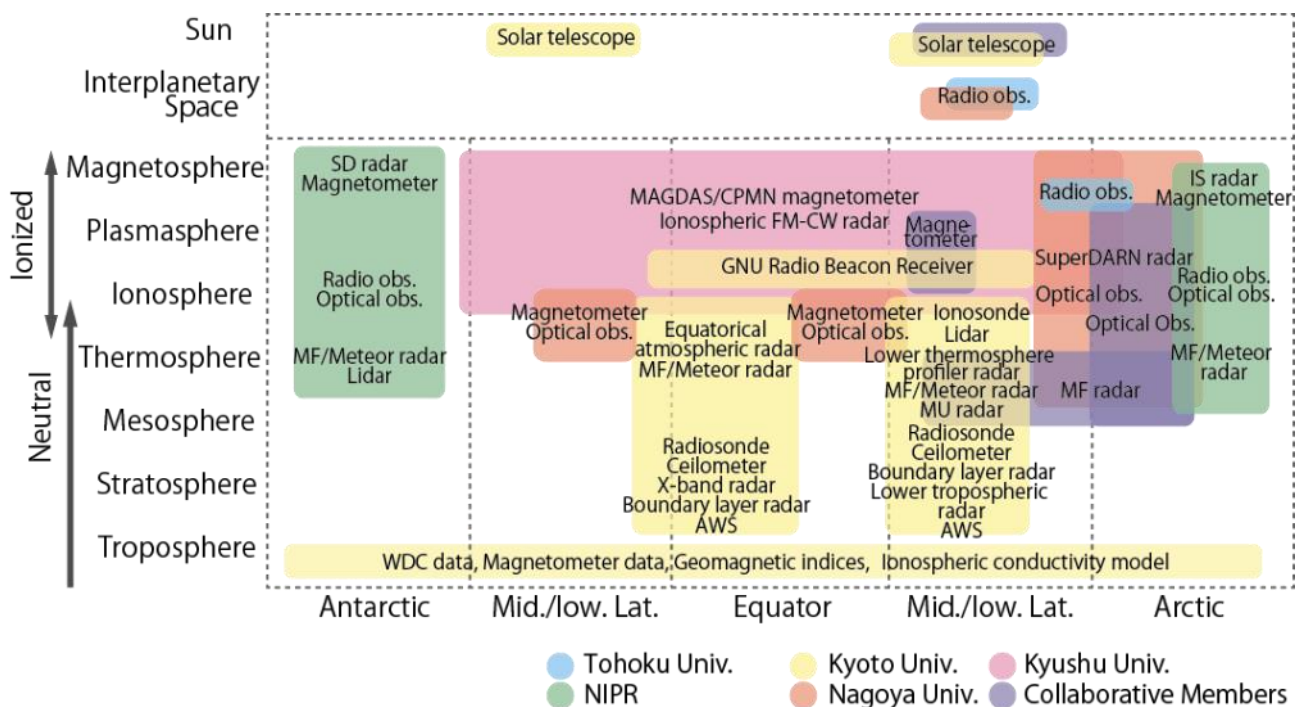 Sun
Solar telescope
Solar telescope
Interplanetary
Space
Radio obs.
Ionized
Neutral
Magnetosphere
Plasmasphere
Ionosphere
Thermosphere
Mesosphere
Stratosphere
Troposphere
SD radar
Magnetometer
Radio obs.
Optical obs.
MF/Meteor radar
Lidar
MAGDAS/CPMN magnetometer
Ionospheric FM-CW radar
Magne-
tometer
GNU Radio Beacon Receiver
Magnetometer
Optical obs.
Equatorical
atmospheric radar
MF/Meteor radar
Radiosonde
Ceilometer
X-band radar
Boundary layer radar
AWS
Magnetometer
Optical obs.
Ionosonde
Lidar
Lower thermosphere
profiler radar
MF/Meteor radar
MU radar
Radiosonde
Ceilometer
Boundary layer radar
Lower tropospheric
radar
AWS
Radio obs.
SuperDARN radar
Optical obs.
Optical Obs.
MF radar
IS radar
Magnetometer
Radio obs.
Optical obs.
MF/Meteor
radar
WDC data, Magnetometer data, Geomagnetic indices, Ionospheric conductivity model
Antarctic
Mid./low. Lat.
Equator
Mid./low. Lat.
Arctic
Tohoku Univ.
Kyoto Univ.
Kyushu Univ.
NIPR
Nagoya Univ.
Collaborative Members